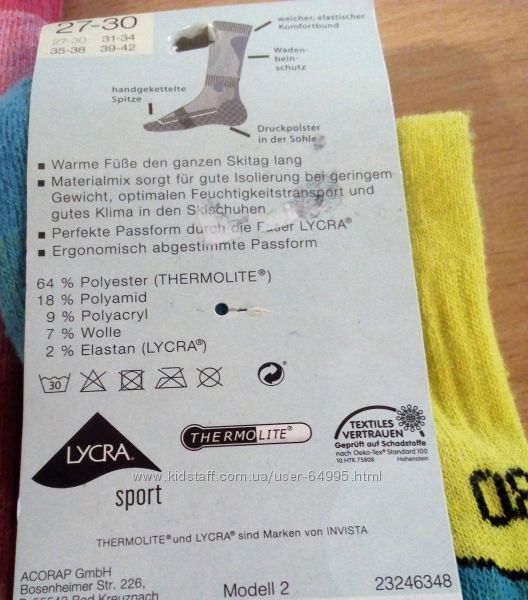 27-30
27-30 31-34
35-38 39-42
weicher, elastischer
Komfortbund
Waden-
bein-
schutz
handgekettelte
Spitze
Druckpolster
in der Sohle
Warme Füße den ganzen Skitag lang
Materialmix sorgt für gute Isolierung bei geringem
Gewicht, optimalen Feuchtigkeitstransport und
gutes Klima in den Skischuhen
Perfekte Passform durch die Faser LYCRA®
Ergonomisch abgestimmte Passform
64 % Polyester (THERMOLITE®)
18 % Polyamid
9 % Polyacryl
7 % Wolle
2 % Elastan (LYCRA®)
30
LYCRA®
sport
THERMOLITE®
TEXTILES
VERTRAUEN
Geprüft auf Schadstoffe
nach Oeko-Tex® Standard 100
10.HTR.75808 Hohenstein
www.kidstaff.com.ua/user-64995.html
THERMOLITE® und LYCRA® sind Marken von INVISTA
ACORAP GmbH
Bosenheimer Str. 226,
Bad Kreuznach
Modell 2
23246348